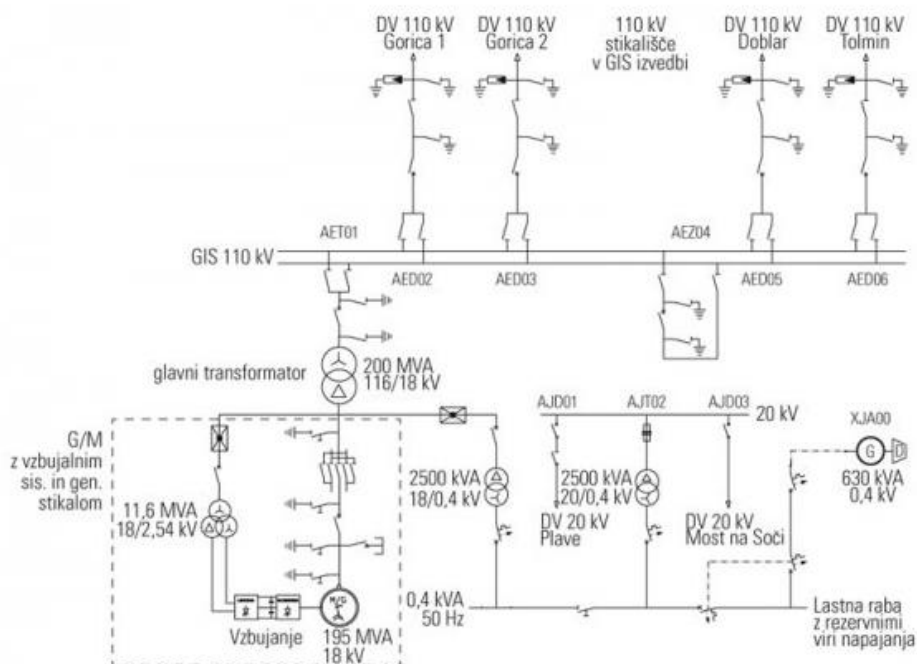 DV 110 kV
Gorica 1
DV 110 kV
Gorica 2
110 kV
stikališče
v GIS izvedbi
DV 110 kV
Doblar
DV 110 kV
Tolmin
AET01
AEZ04
GIS 110 kV
AED02
AED03
AED05
AED06
glavni transformator
200 MVA
116/18 kV
G/M
z vzbujalnim
sis. in gen.
stikalom
11,6 MVA
18/2,54 kV
Vzbujanje
M/G
195 MVA
18 kV
2500 kVA
18/0,4 kV
AJD01
AJT02
AJD03
20 kV
2500 kVA
20/0,4 kV
DV 20 kV
Plave
DV 20 kV
Most na Soči
XJA00
G
D
630 kVA
0,4 kV
0,4 kVA
50 Hz
Lastna raba
z rezervnimi
viri napajanja